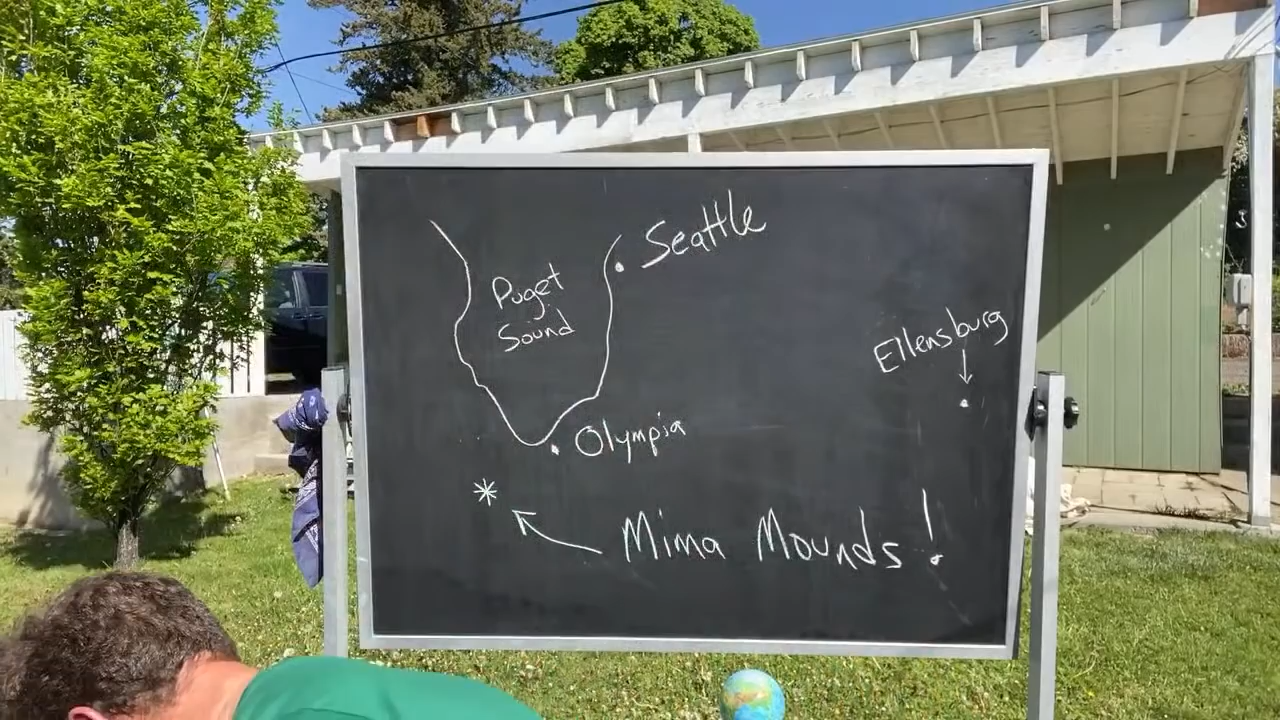 Seattle
Puget
Sound
Ellensburg
Olympia
Mima Mounds!